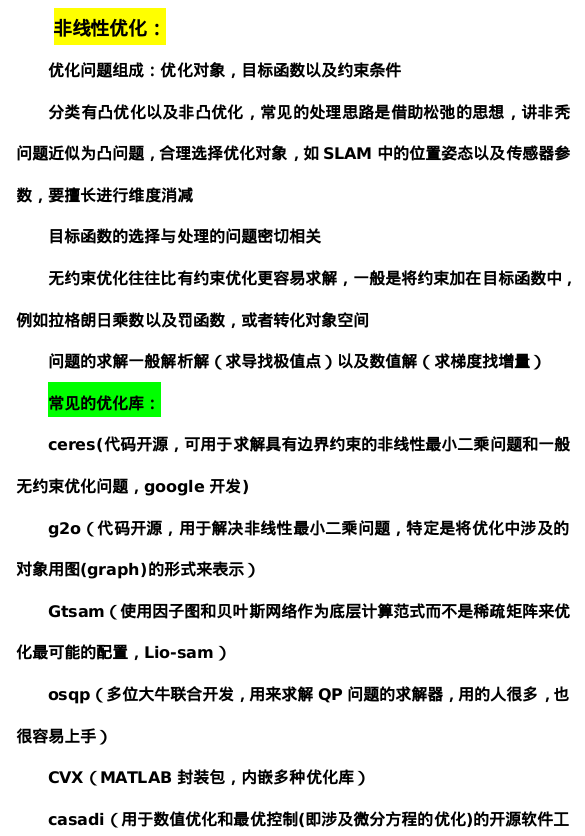 非线性优化：
优化问题组成：优化对象，目标函数以及约束条件
分类有凸优化以及非凸优化，常见的处理思路是借助松弛的思想，讲非秃
问题近似为凸问题，合理选择优化对象，如 SLAM 中的位置姿态以及传感器参
数，要擅长进行维度消减
目标函数的选择与处理的问题密切相关
无约束优化往往比有约束优化更容易求解，一般是将约束加在目标函数中，
例如拉格朗日乘数以及罚函数，或者转化对象空间
问题的求解一般解析解（求导找极值点）以及数值解（求梯度找增量）
常见的优化库：
ceres(代码开源，可用于求解具有边界约束的非线性最小二乘问题和一般
无约束优化问题，google 开发)
g2o（代码开源，用于解决非线性最小二乘问题，特定是将优化中涉及的
对象用图(graph)的形式来表示）
Gtsam（使用因子图和贝叶斯网络作为底层计算范式而不是稀疏矩阵来优
化最可能的配置，Lio-sam）
osqp（多位大牛联合开发，用来求解 QP 问题的求解器，用的人很多，也
很容易上手）
CVX（MATLAB 封装包，内嵌多种优化库）
casadi（用于数值优化和最优控制(即涉及微分方程的优化)的开源软件工